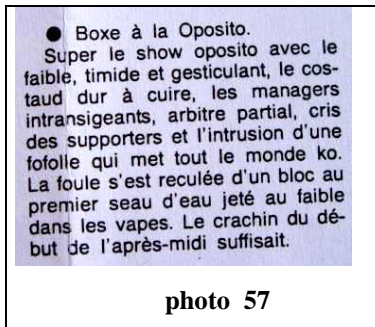 ● Boxe à la Oposito.
Super le show oposito avec le
faible, timide et gesticulant, le cos-
taud dur à cuire, les managers
intransigeants, arbitre partial, cris
des supporters et l'intrusion d'une
fofolle qui met tout le monde ko.
La foule s'est reculée d'un bloc au
premier seau d'eau jeté au faible
dans les vapes. Le crachin du dé-
but de l'après-midi suffisait.
photo 57